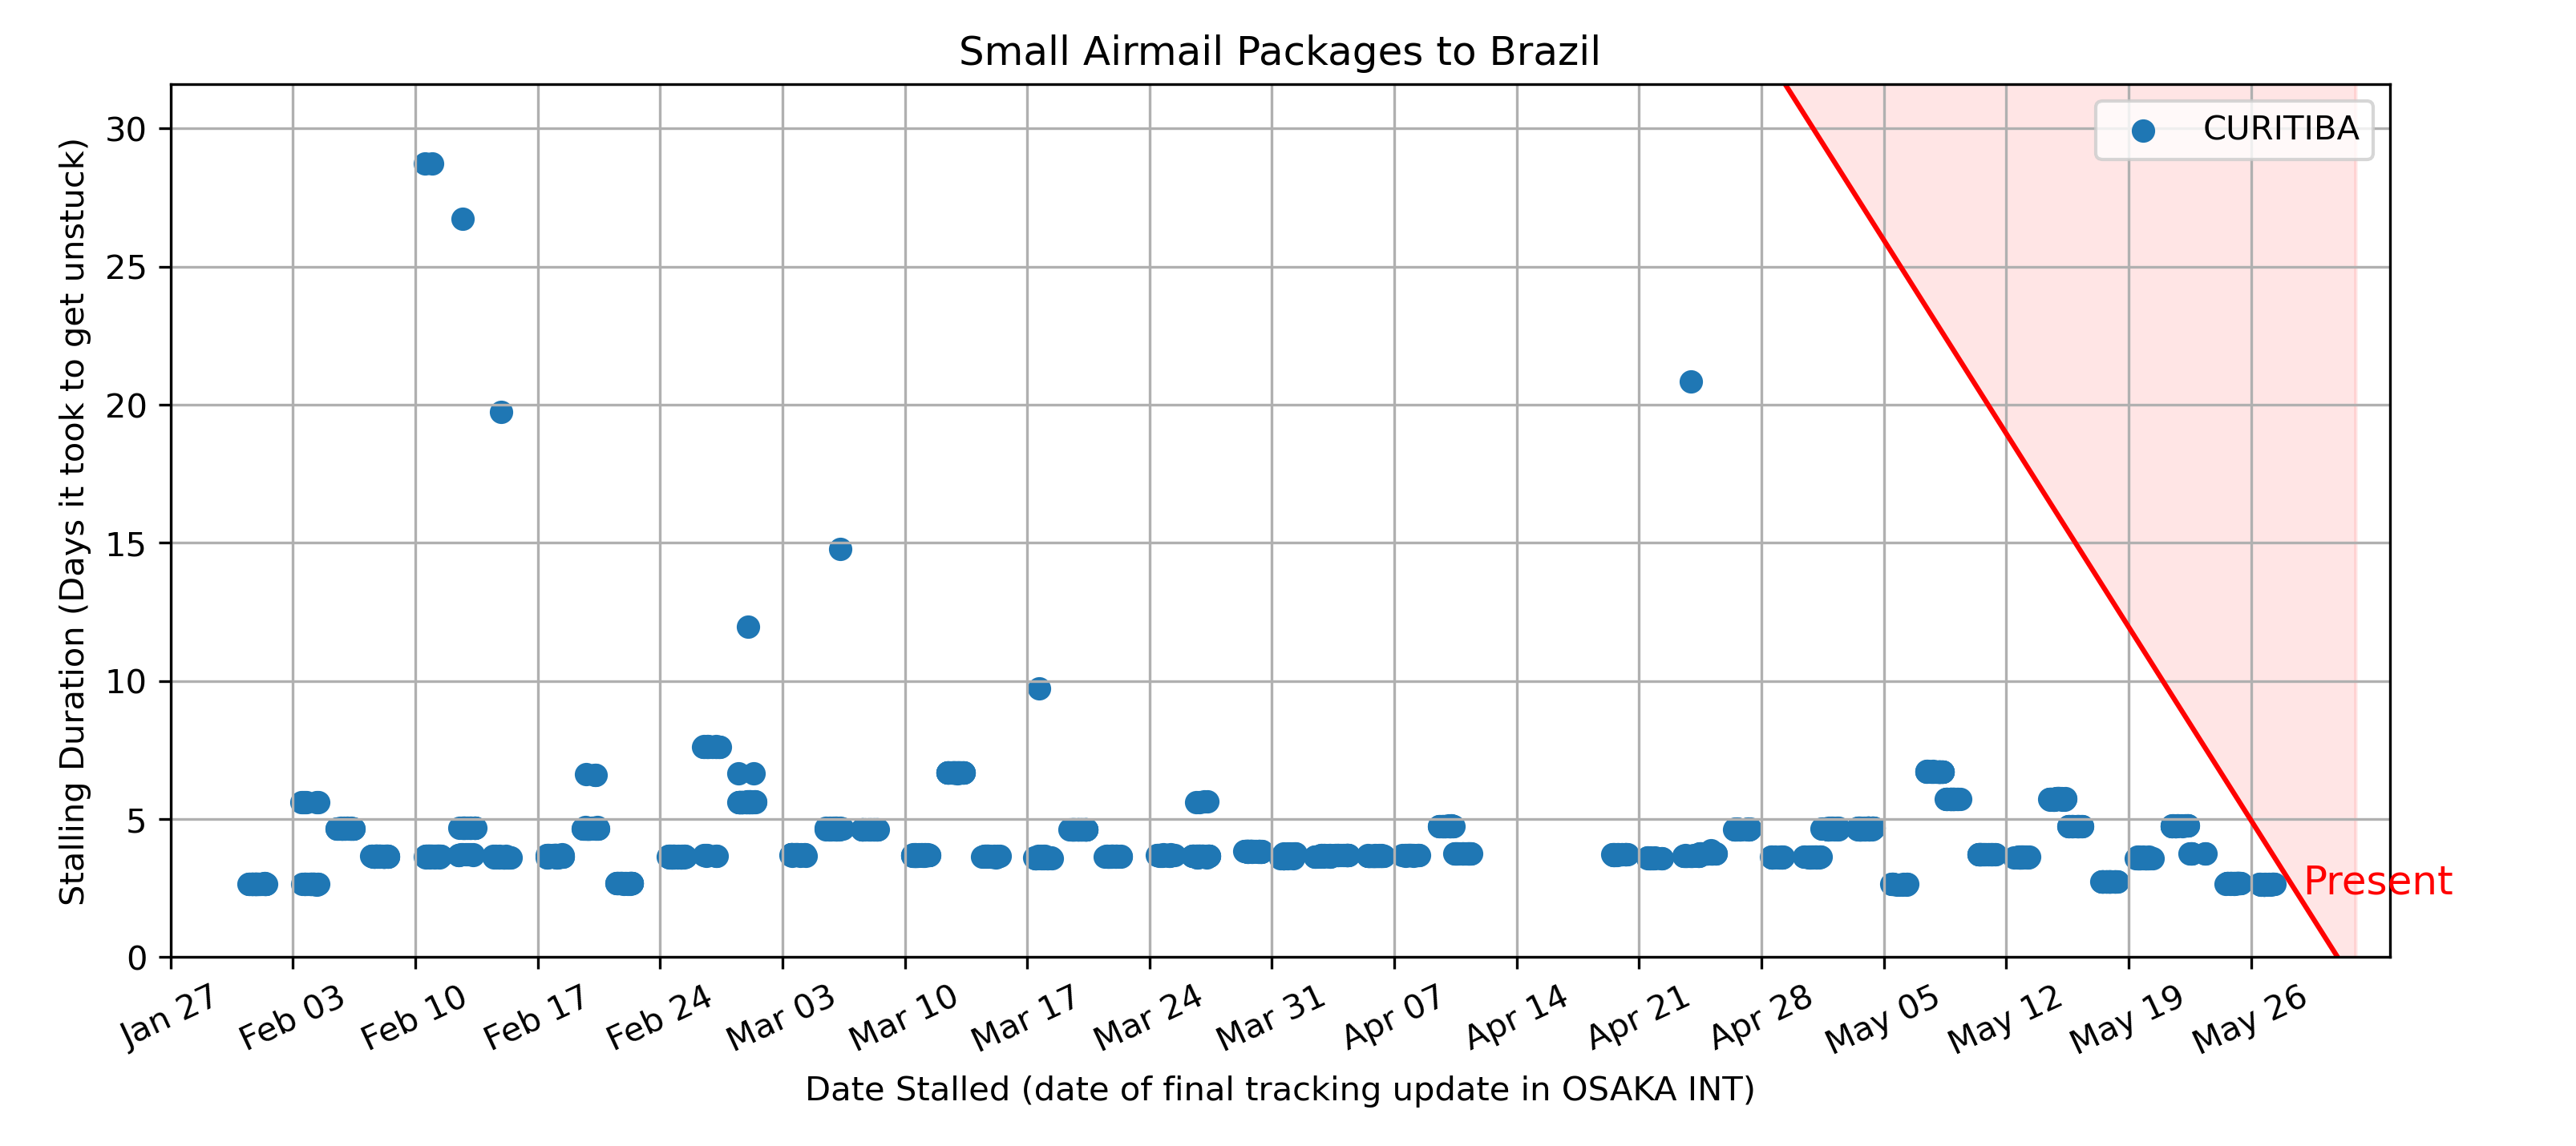 Small Airmail Packages to Brazil
Stalling Duration (Days it took to get unstuck)
30
25
20
15
10
5
0
CURITIBA
Present
Jan 27
Feb 03
Feb 10
Feb 17
Feb 24
Mar 03
Mar 10
Mar 17
Mar 24
Mar 31
Apr 07
Apr 14
Apr 21
Apr 28
May 05
May 12
May 19
May 26
Date Stalled (date of final tracking update in OSAKA INT)